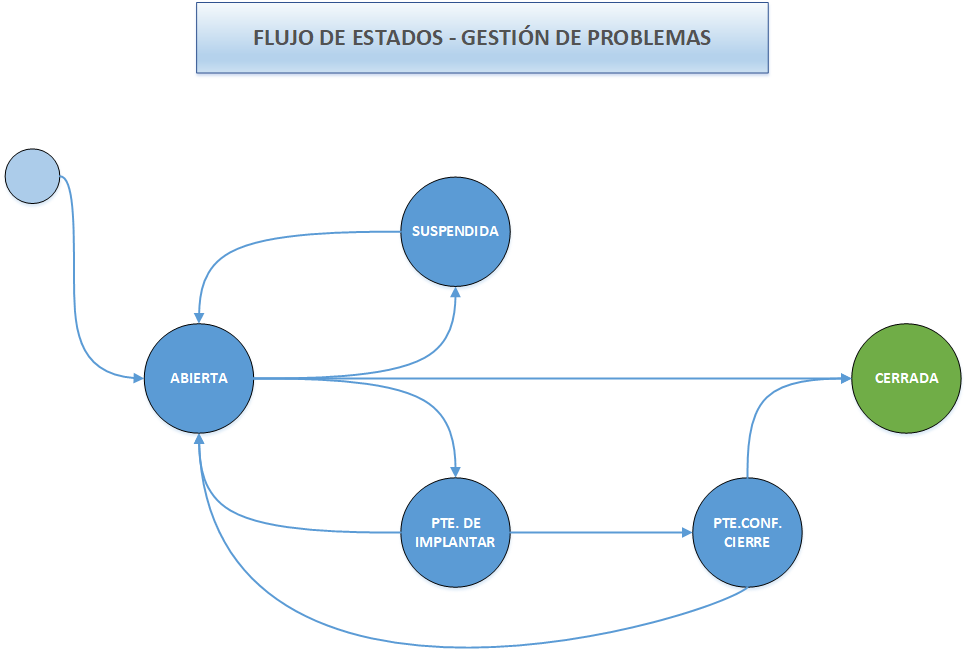 FLUJO DE ESTADOS - GESTIÓN DE PROBLEMAS
SUSPENDIDA
ABIERTA
CERRADA
PTE. DE
IMPLANTAR
PTE.CONF.
CIERRE